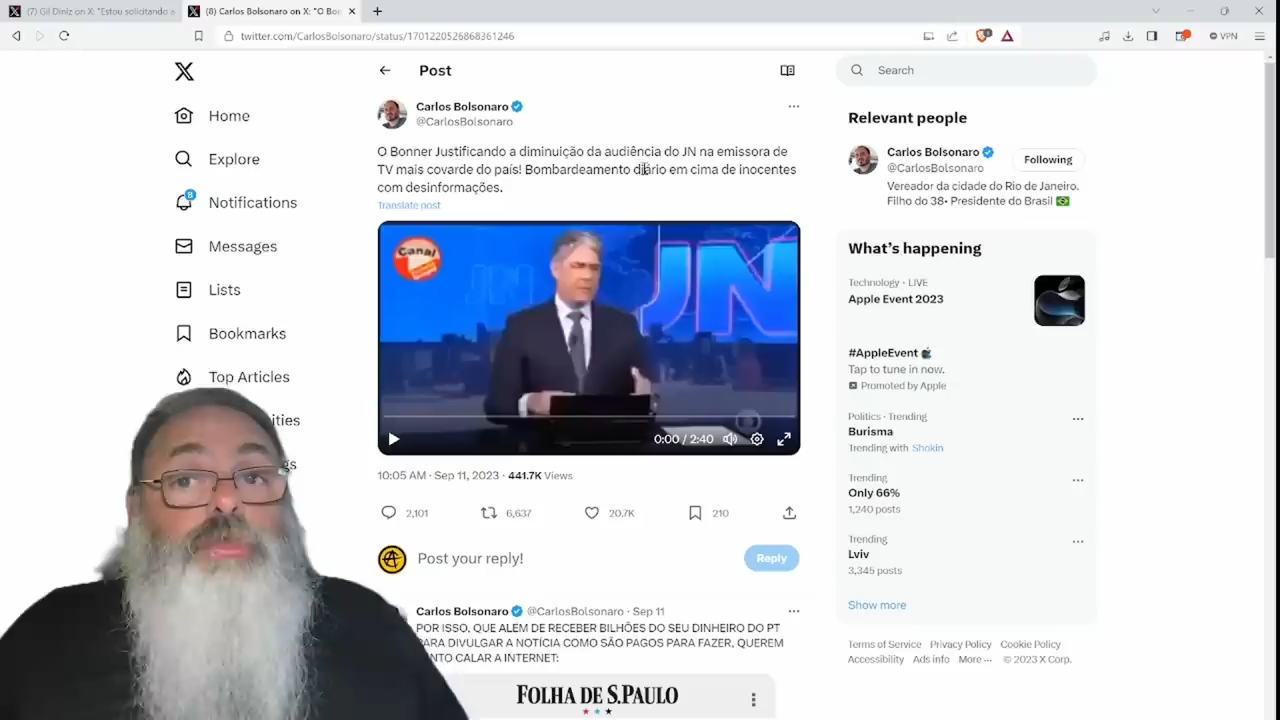 (7) Gil Diniz on X: "Estou solicitando a
(8) Carlos Bolsonaro on X: "O Bon
twitter.com/CarlosBolsonaro/status/1701220526868361246
VPN
Post
Search
Home
Explore
8
Notifications
Messages
Lists
Bookmarks
Top Articles
ities
gs
Carlos Bolsonaro
@CarlosBolsonaro
O Bonner Justificando a diminuição da audiência do JN na emissora de
TV mais covarde do país! Bombardeamento diário em cima de inocentes
com desinformações.
Translate post
Canal
JN
JN
0:00 / 2:40
10:05 AM · Sep 11, 2023 · 441.7K Views
2,101
6,637
20.7K
210
Post your reply!
Reply
Carlos Bolsonaro @CarlosBolsonaro · Sep 11
POR ISSO, QUE ALEM DE RECEBER BILHÕES DO SEU DINHEIRO DO PT
PARA DIVULGAR A NOTÍCIA COMO SÃO PAGOS PARA FAZER, QUEREM
NTO CALAR A INTERNET:
FOLHA DE S.PAULO
Relevant people
Carlos Bolsonaro
@CarlosBolsonaro
Following
Vereador da cidade do Rio de Janeiro.
Filho do 38• Presidente do Brasil
What's happening
Technology · LIVE
Apple Event 2023
#AppleEvent
Tap to tune in now.
Promoted by Apple
Politics · Trending
Burisma
Trending with Shokin
Trending
Only 66%
1,240 posts
Trending
Lviv
3,345 posts
Show more
Terms of Service Privacy Policy Cookie Policy
Accessibility Ads info More ··· © 2023 X Corp.